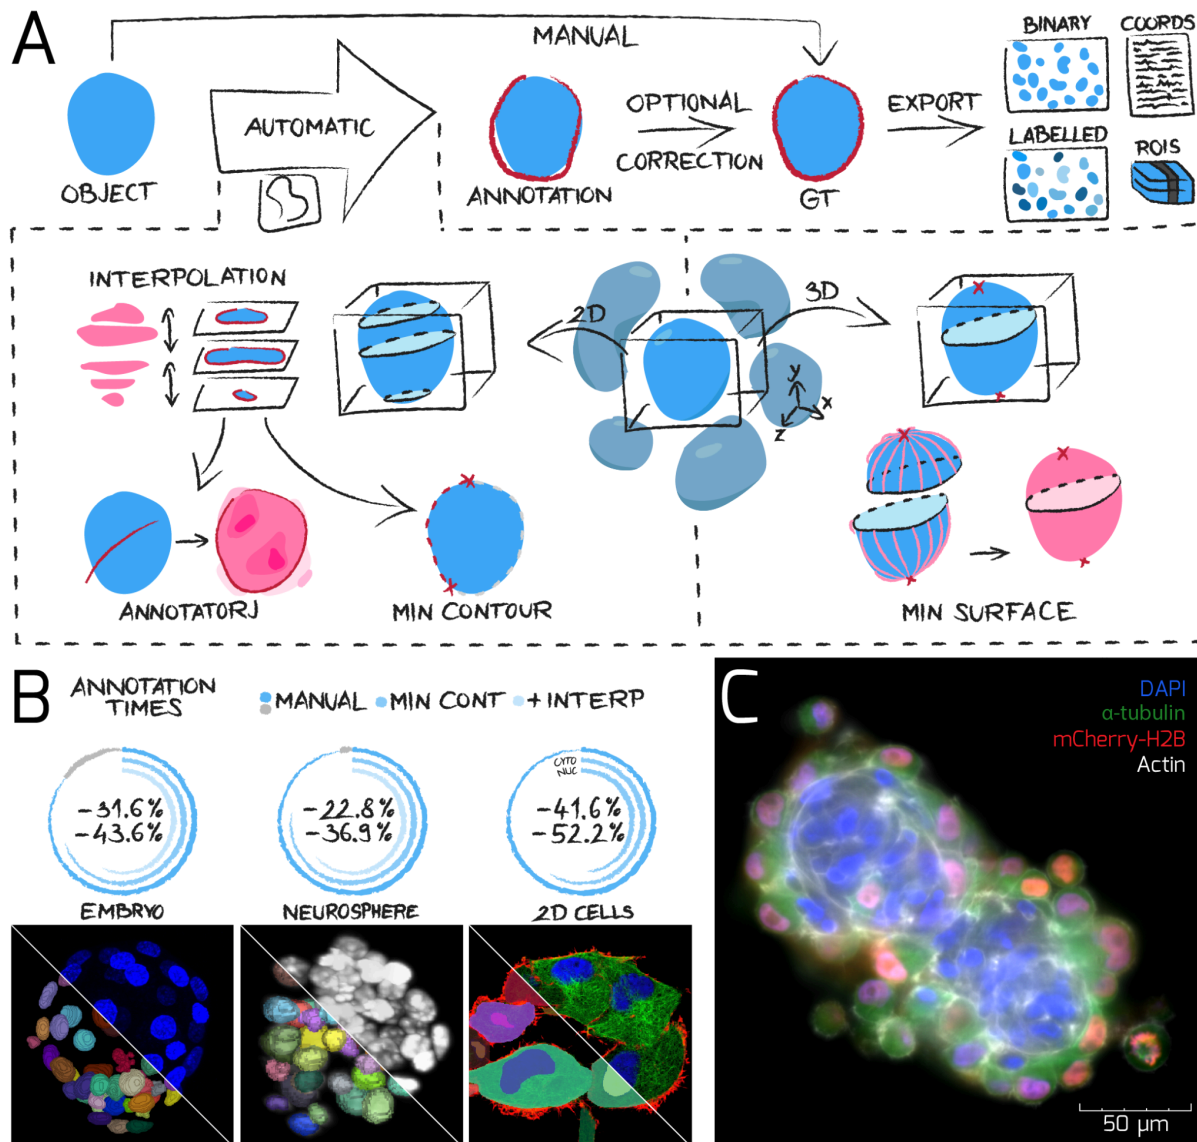 A
MANUAL
BINARY
COORDS
AUTOMATIC
OPTIONAL
CORRECTION
EXPORT
OBJECT
ANNOTATION
GT
LABELLED
ROIS
INTERPOLATION
2D
3D
y
x
z
ANNOTATORJ
MIN CONTOUR
MIN SURFACE
B
ANNOTATION
TIMES
MANUAL
MIN CONT
+ INTERP
-31.6%
-43.6%
EMBRYO
-22.8%
-36.9%
NEUROSPHERE
CYTO
NUC
-41.6%
-52.2%
2D CELLS
C
DAPI
α-tubulin
mCherry-H2B
Actin
50 µm